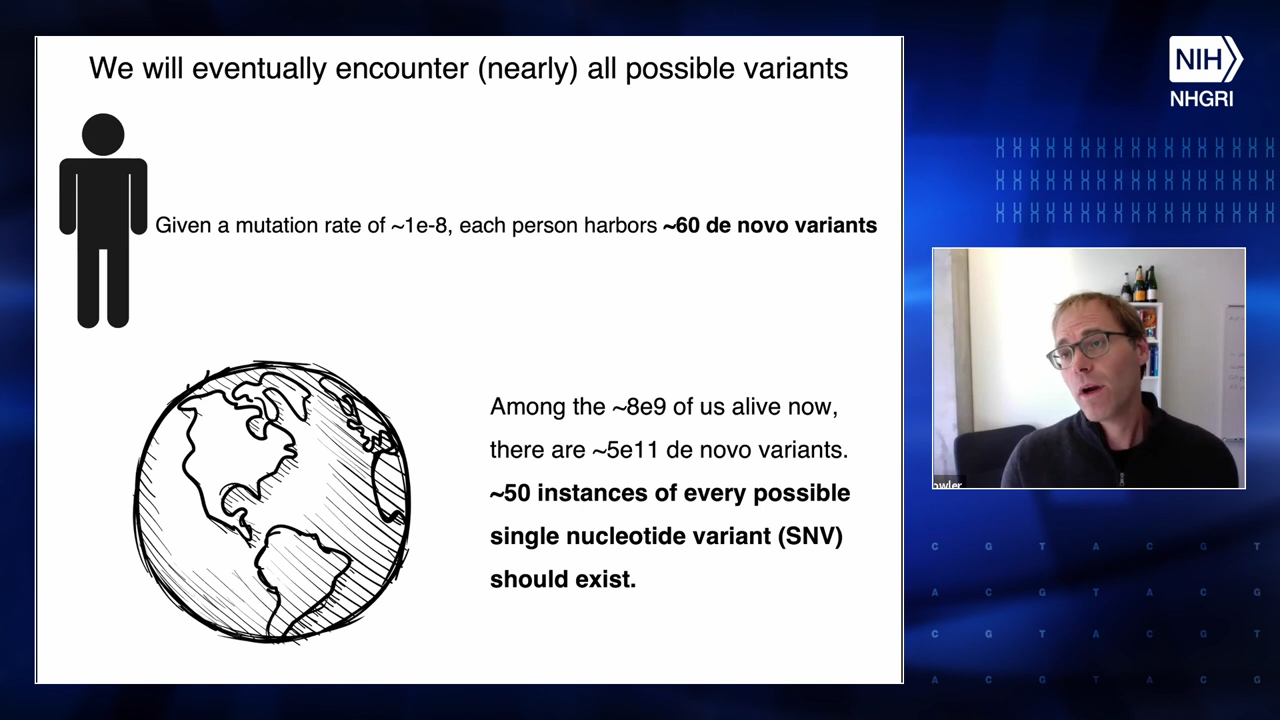 We will eventually encounter (nearly) all possible variants
Given a mutation rate of ~1e-8, each person harbors ~60 de novo variants
Among the ~8e9 of us alive now,
there are ~5e11 de novo variants.
~50 instances of every possible
single nucleotide variant (SNV)
should exist.
NIH
NHGRI
owler
C G T A C G T
A C G T A C G
C G T A C G T
A C G T A C G